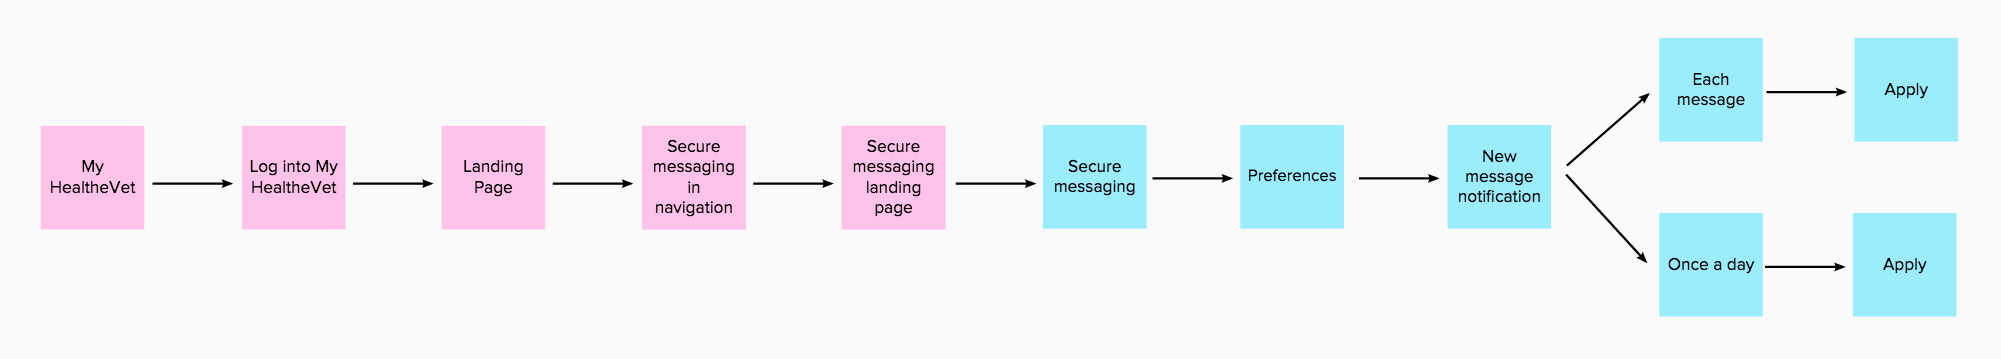 My
HealtheVet
Log into My
HealtheVet
Landing
Page
Secure
messaging
in
navigation
Secure
messaging
landing
page
Secure
messaging
Preferences
New
message
notification
Each
message
Apply
Once a day
Apply